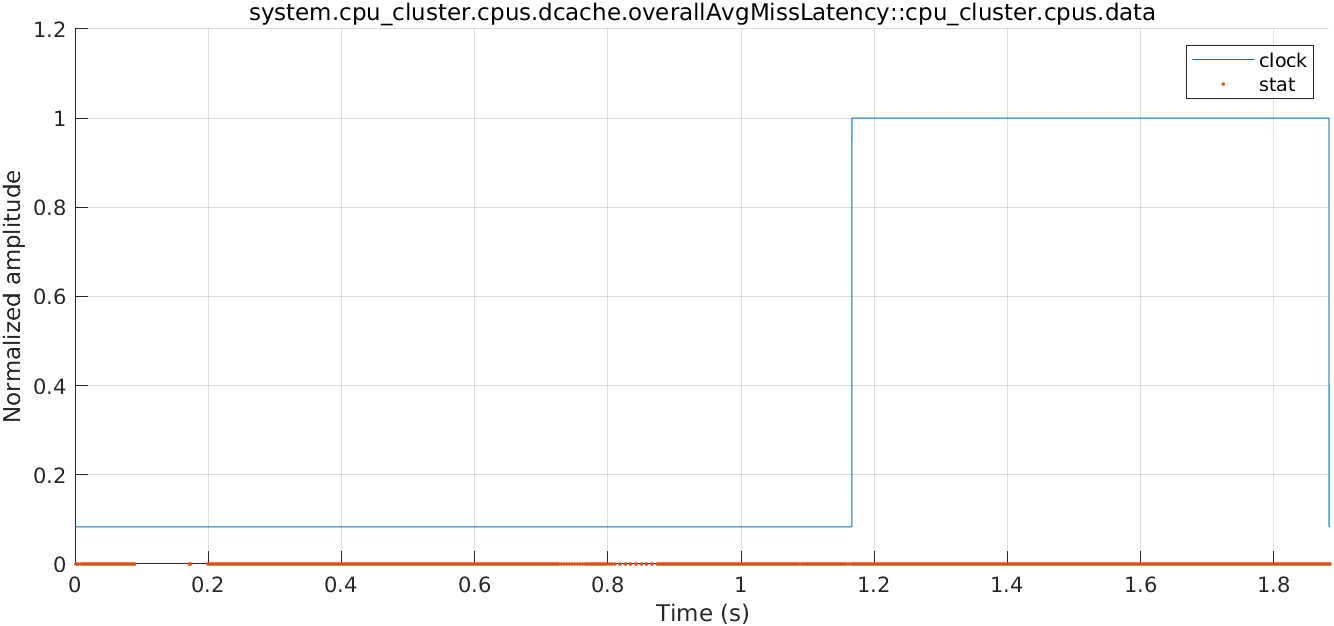 system.cpu_cluster.cpus.dcache.overallAvgMissLatency::cpu_cluster.cpus.data
1.2
1
0.8
0.6
0.4
0.2
0
Normalized amplitude
clock
stat
0 0.2 0.4 0.6 0.8 1 1.2 1.4 1.6 1.8
Time (s)